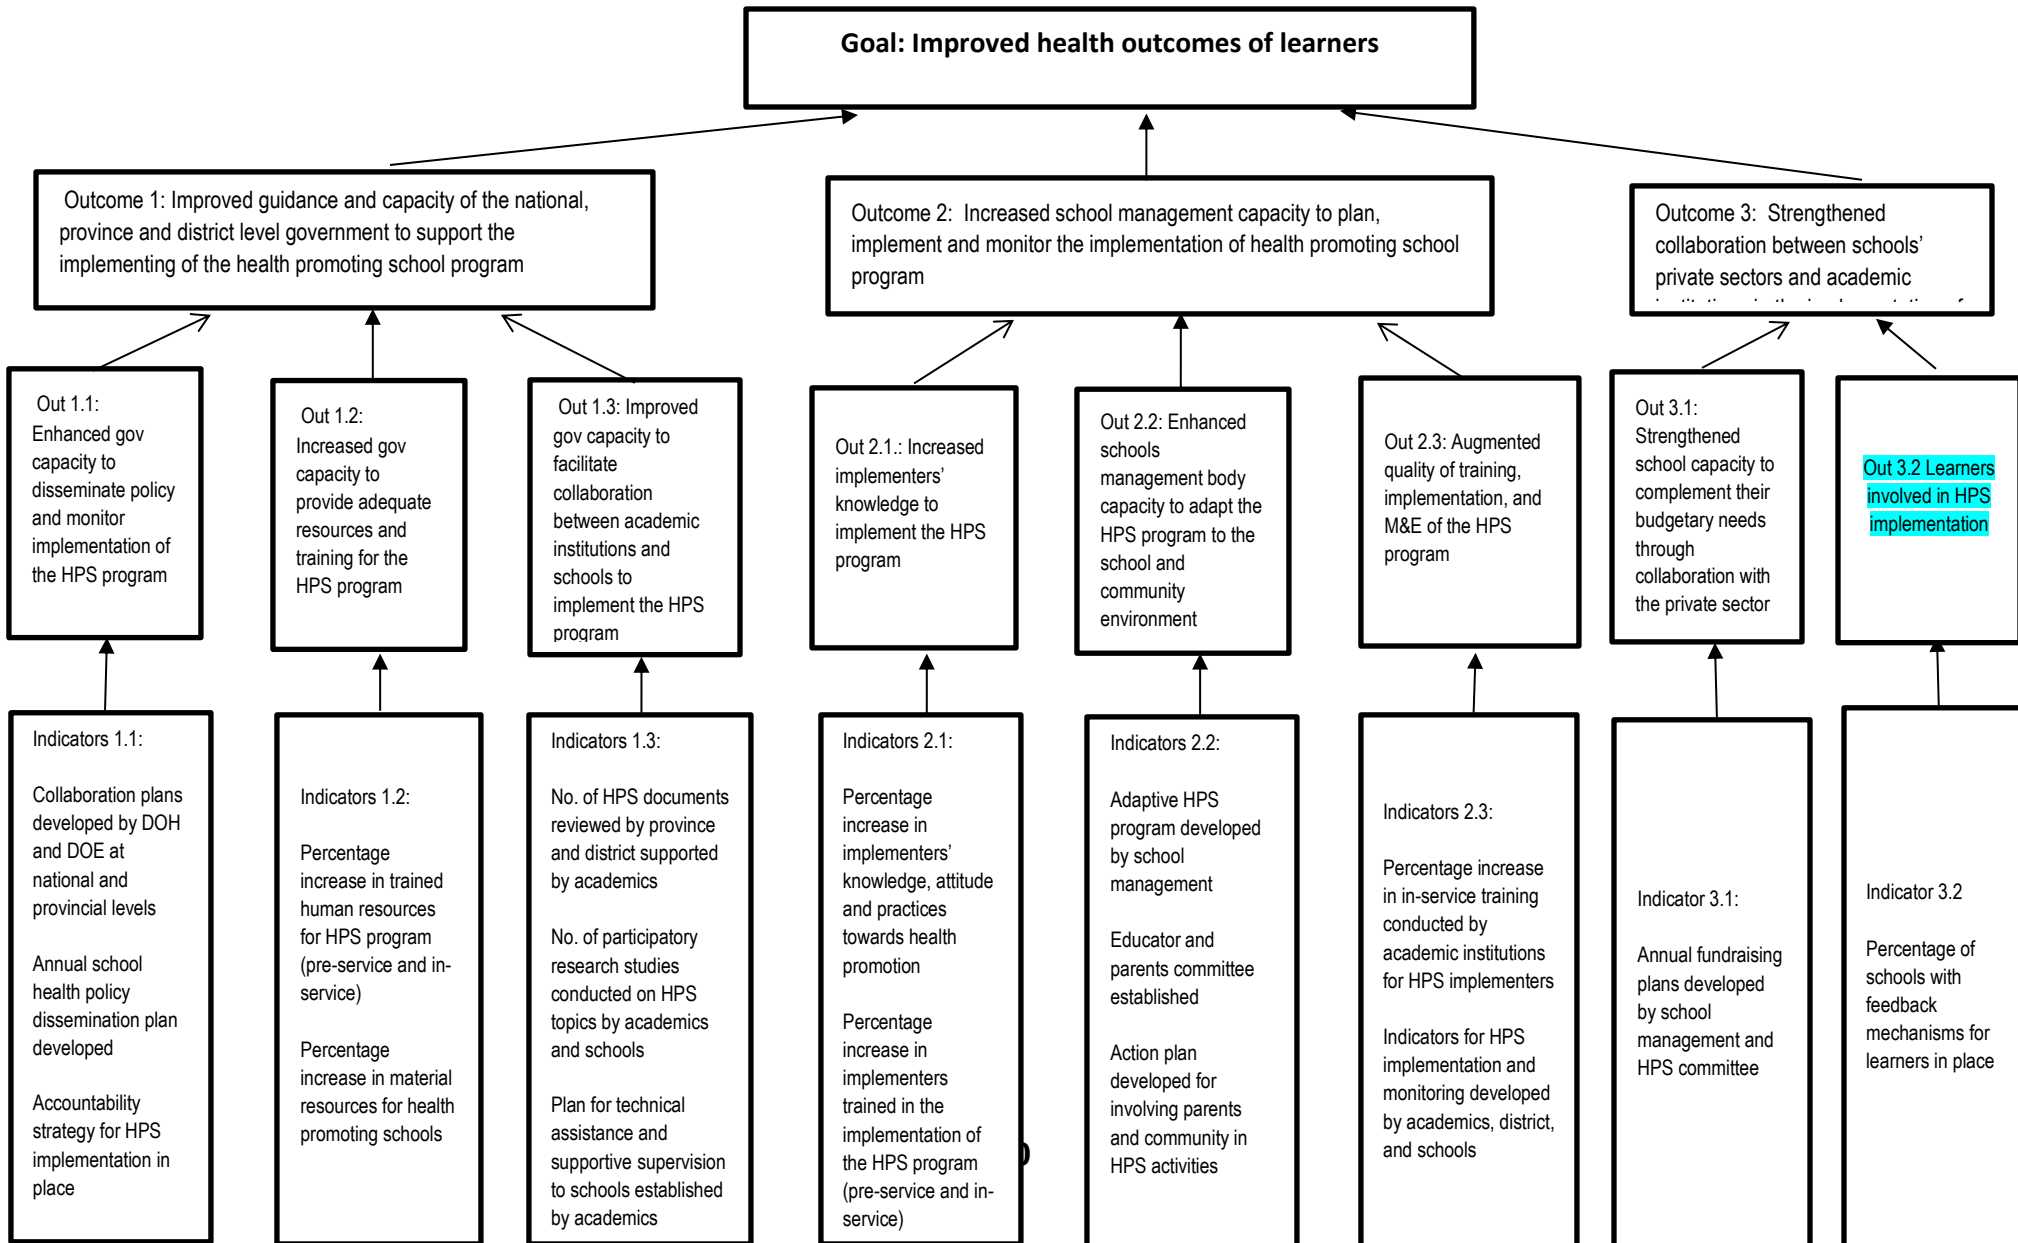 Goal: Improved health outcomes of learners
Outcome 1: Improved guidance and capacity of the national,
province and district level government to support the
implementing of the health promoting school program
Outcome 2:  Increased school management capacity to plan,
implement and monitor the implementation of health promoting school
program
Outcome 3:  Strengthened
collaboration between schools’
private sectors and academic
Out 1.1:
Enhanced gov
capacity to
disseminate policy
and monitor
implementation of
the HPS program
Out 1.2:
Increased gov
capacity to
provide adequate
resources and
training for the
HPS program
Out 1.3: Improved
gov capacity to
facilitate
collaboration
between academic
institutions and
schools to
implement the HPS
program
Out 2.1.: Increased
implementers’
knowledge to
implement the HPS
program
Out 2.2: Enhanced
schools
management body
capacity to adapt the
HPS program to the
school and
community
environment
Out 2.3: Augmented
quality of training,
implementation, and
M&E of the HPS
program
Out 3.1:
Strengthened
school capacity to
complement their
budgetary needs
through
collaboration with
the private sector
Out 3.2 Learners
involved in HPS
implementation
Indicators 1.1:
Collaboration plans
developed by DOH
and DOE at
national and
provincial levels
Annual school
health policy
dissemination plan
developed
Accountability
strategy for HPS
implementation in
place
Indicators 1.2:
Percentage
increase in trained
human resources
for HPS program
(pre-service and in-
service)
Percentage
increase in material
resources for health
promoting schools
Indicators 1.3:
No. of HPS documents
reviewed by province
and district supported
by academics
No. of participatory
research studies
conducted on HPS
topics by academics
and schools
Plan for technical
assistance and
supportive supervision
to schools established
by academics
Indicators 2.1:
Percentage
increase in
implementers’
knowledge, attitude
and practices
towards health
promotion
Percentage
increase in
implementers
trained in the
implementation of
the HPS program
(pre-service and in-
service)
Indicators 2.2:
Adaptive HPS
program developed
by school
management
Educator and
parents committee
established
Action plan
developed for
involving parents
and community in
HPS activities
Indicators 2.3:
Percentage increase
in in-service training
conducted by
academic institutions
for HPS implementers
Indicators for HPS
implementation and
monitoring developed
by academics, district,
and schools
Indicator 3.1:
Annual fundraising
plans developed
by school
management and
HPS committee
Indicator 3.2
Percentage of
schools with
feedback
mechanisms for
learners in place